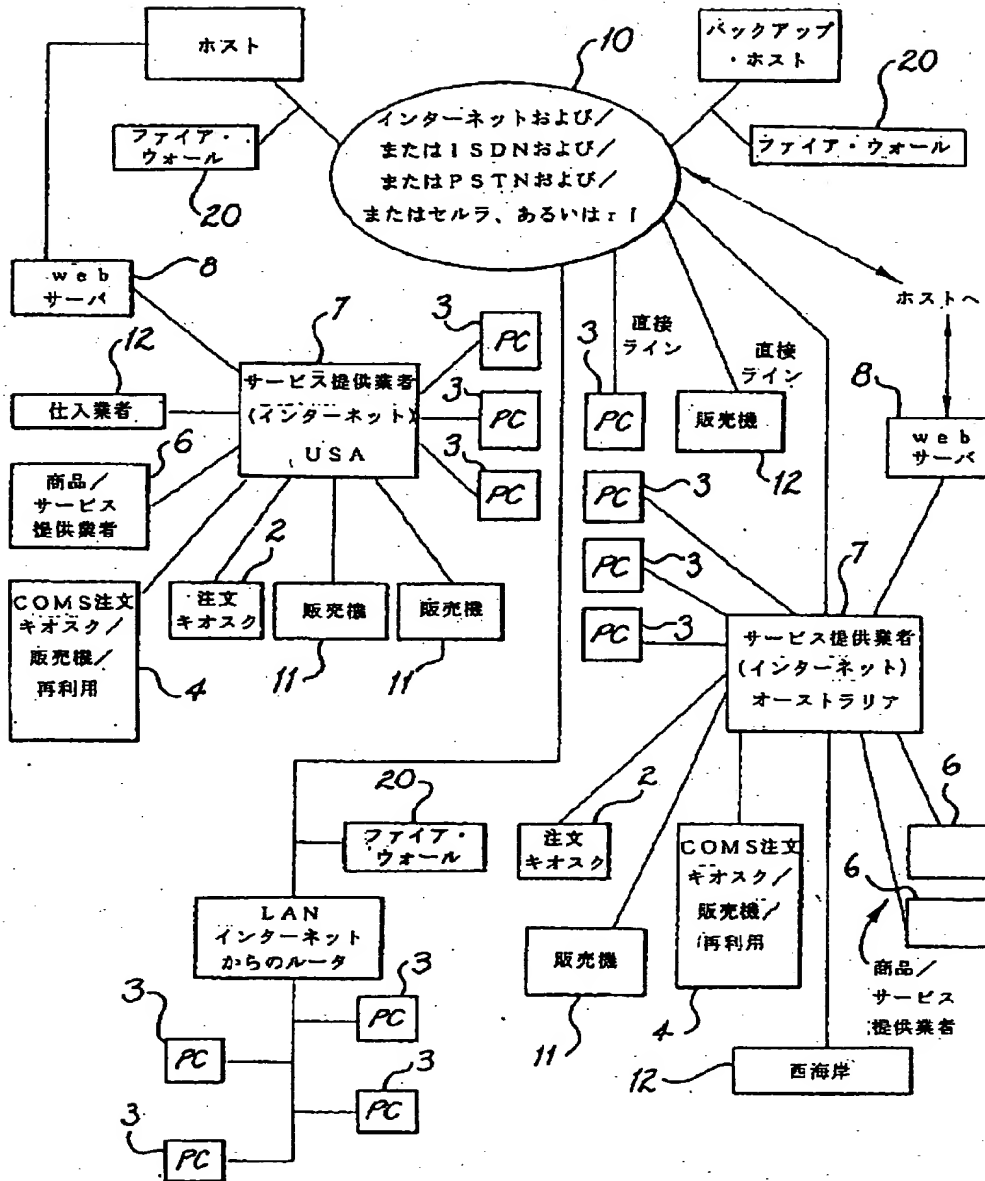 ホスト
10
バックアップ
・ホスト
20
インターネットおよび／
またはISDNおよび／
またはPSTNおよび／
またはセルラ、あるいはrf
ファイア・
ウォール
20
ファイア・ウォール
web
サーバ
8
ホストへ
12
仕入業者
7
サービス提供業者
(インターネット)
USA
3
PC
3
PC
3
PC
3
PC
直接
ライン
直接
ライン
販売機
12
8
web
サーバ
6
商品／
サービス
提供業者
2
注文
キオスク
販売機
11
販売機
11
COMS注文
キオスク／
販売機／
再利用
4
PC
3
PC
3
PC
3
7
サービス提供業者
(インターネット)
オーストラリア
20
ファイア・
ウォール
2
注文
キオスク
COMS注文
キオスク／
販売機／
再利用
4
6
6
商品／
サービス
提供業者
LAN
インターネット
からのルータ
販売機
11
3
PC
3
PC
3
PC
3
PC
12
西海岸